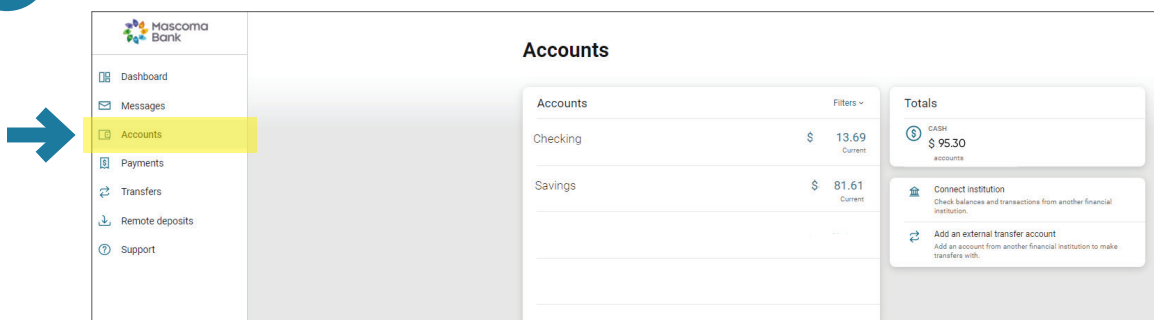 Mascoma
Bank
Dashboard
Messages
Accounts
Payments
Transfers
Remote deposits
Support
Accounts
Accounts
Filters
Checking
$ 13.69
Current
Savings
$ 81.61
Current
Totals
CASH
$ 95.30
accounts
Connect institution
Check balances and transactions from another financial
institution.
Add an external transfer account
Add an account from another financial institution to make
transfers with.